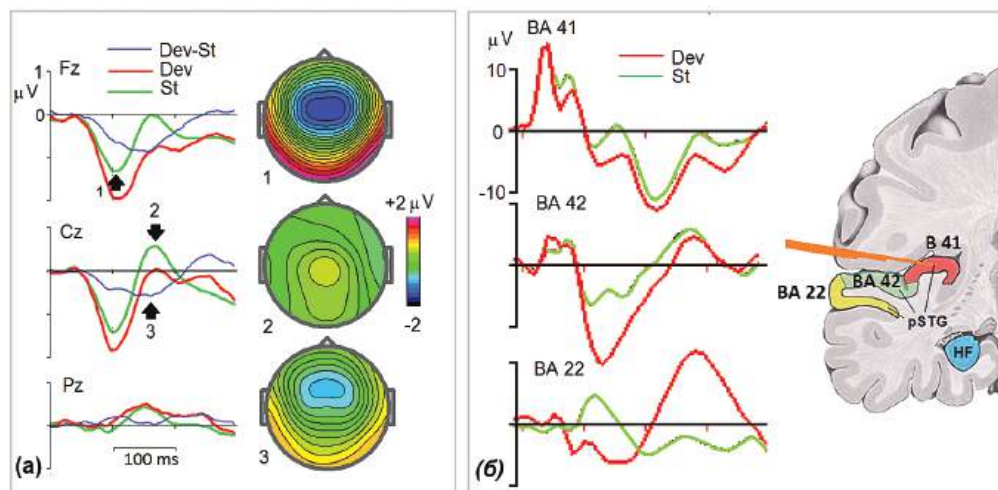 Dev-St
Dev
St
Fz
1
μV
0
1
1
+2 μV
-2
2
Cz
3
2
Pz
100 ms
3
(a)
BA 41
μV
10
0
-10
Dev
St
BA 42
BA 22
B 41
BA 42
BA 22
pSTG
HF
(б)